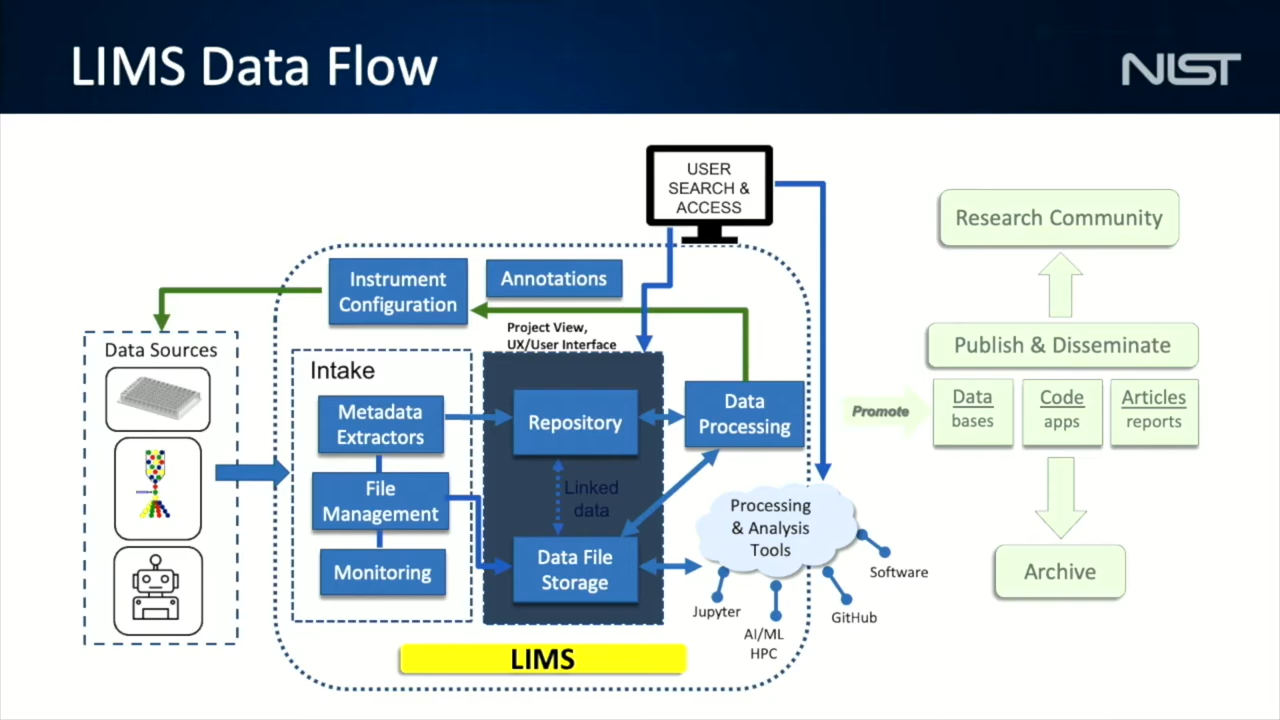 LIMS Data Flow
NIST
USER
SEARCH &
ACCESS
Research Community
Instrument
Configuration
Annotations
Project View,
UX/User Interface
Publish & Disseminate
Data Sources
Intake
Metadata
Extractors
Repository
Data
Processing
Promote
Data
bases
Code
apps
Articles
reports
File
Management
Linked
data
Processing
& Analysis
Tools
Monitoring
Data File
Storage
Software
Archive
Jupyter
GitHub
AI/ML
HPC
LIMS